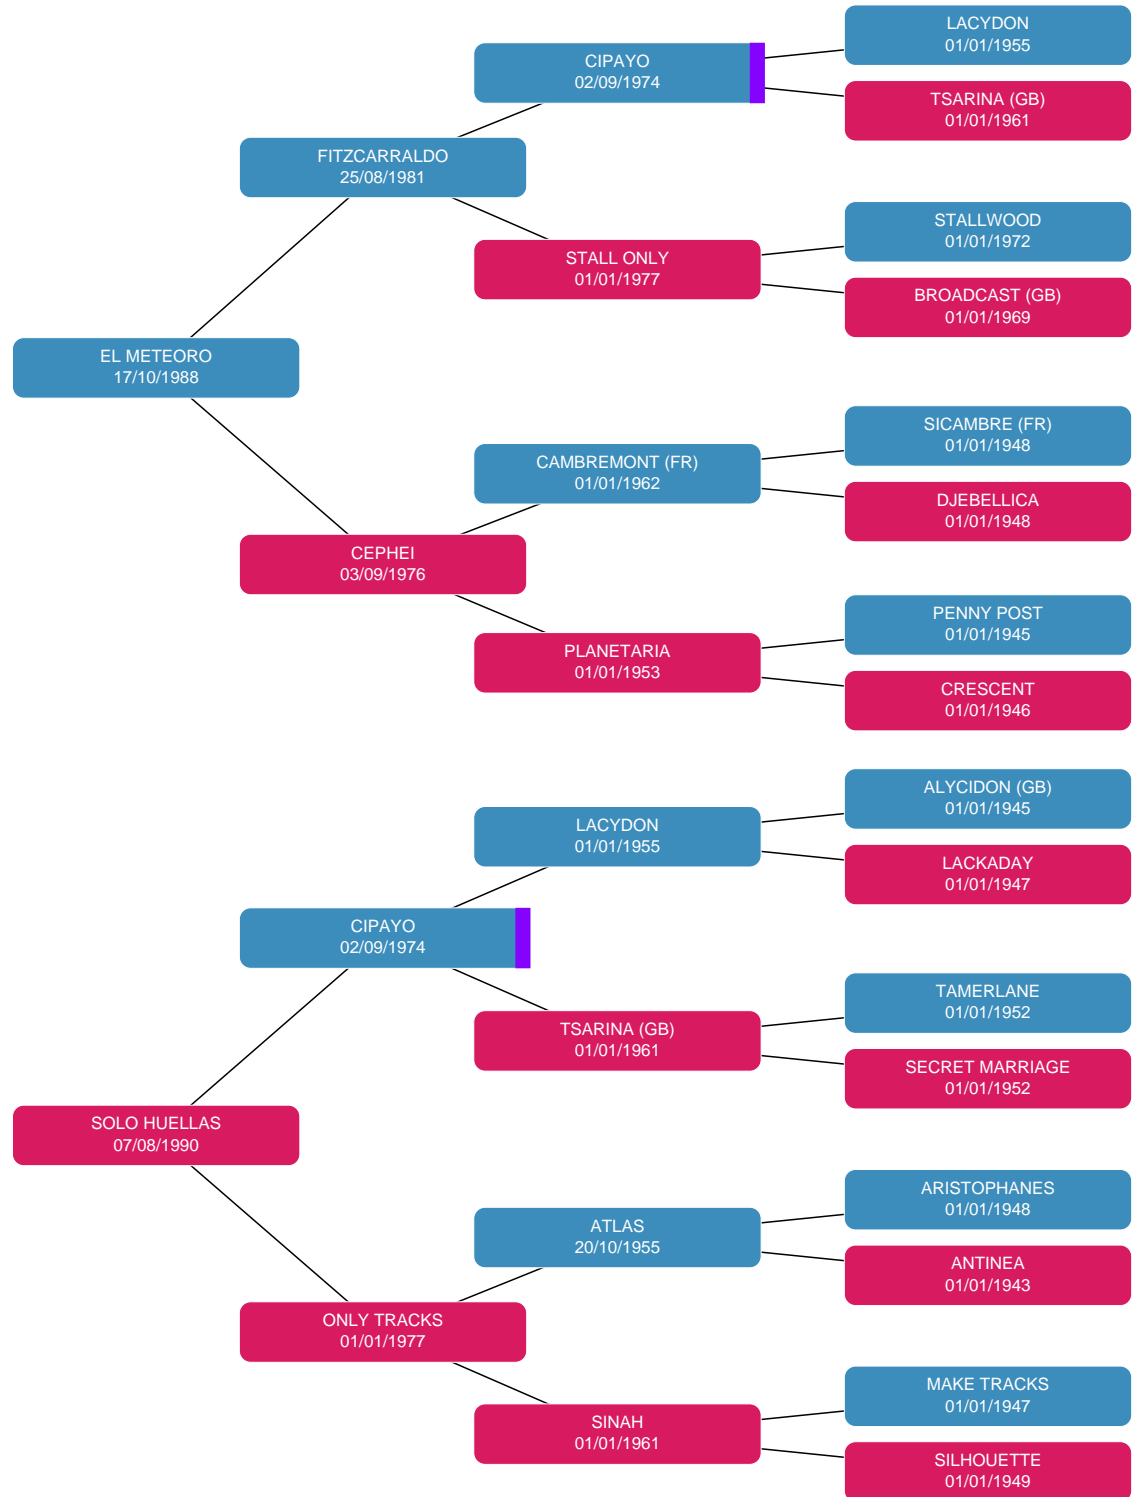 LACYDON
01/01/1955
CIPAYO
02/09/1974
TSARINA (GB)
01/01/1961
FITZCARRALDO
25/08/1981
STALLWOOD
01/01/1972
STALL ONLY
01/01/1977
BROADCAST (GB)
01/01/1969
EL METEORO
17/10/1988
SICAMBRE (FR)
01/01/1948
CAMBREMONT (FR)
01/01/1962
DJEBELLICA
01/01/1948
CEPHEI
03/09/1976
PENNY POST
01/01/1945
PLANETARIA
01/01/1953
CRESCENT
01/01/1946
ALYCIDON (GB)
01/01/1945
LACYDON
01/01/1955
LACKADAY
01/01/1947
CIPAYO
02/09/1974
TAMERLANE
01/01/1952
TSARINA (GB)
01/01/1961
SECRET MARRIAGE
01/01/1952
SOLO HUELLAS
07/08/1990
ARISTOPHANES
01/01/1948
ATLAS
20/10/1955
ANTINEA
01/01/1943
ONLY TRACKS
01/01/1977
MAKE TRACKS
01/01/1947
SINAH
01/01/1961
SILHOUETTE
01/01/1949